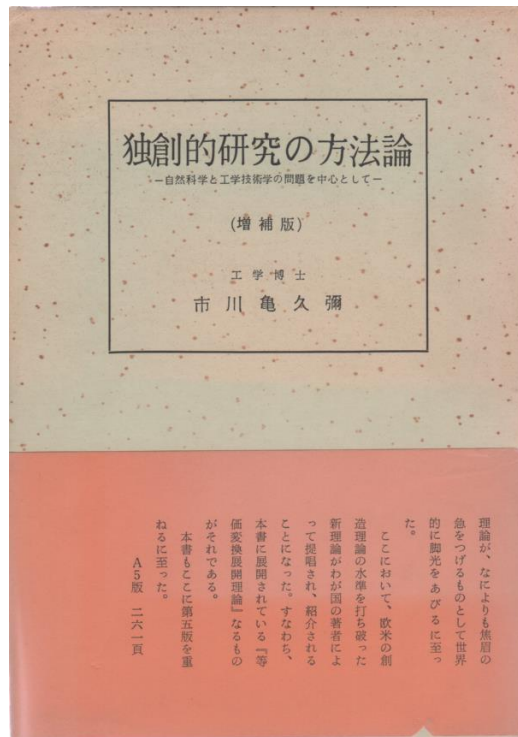 独創的研究の方法論
ー自然科学と工学技術学の問題を中心としてー
(増補版)
工学博士
市川亀久彌
理論が、なによりも焦眉の
急をつげるものとして世界
的に脚光をあびるに至っ
た。
ここにおいて、欧米の創
造理論の水準を打ち破った
新理論がわが国の著者によ
って提唱され、紹介される
ことになった。すなわち、
本書に展開されている『等
価変換展開理論』なるもの
がそれである。
本書もここに第五版を重
ねるに至った。
A5版 二六一頁